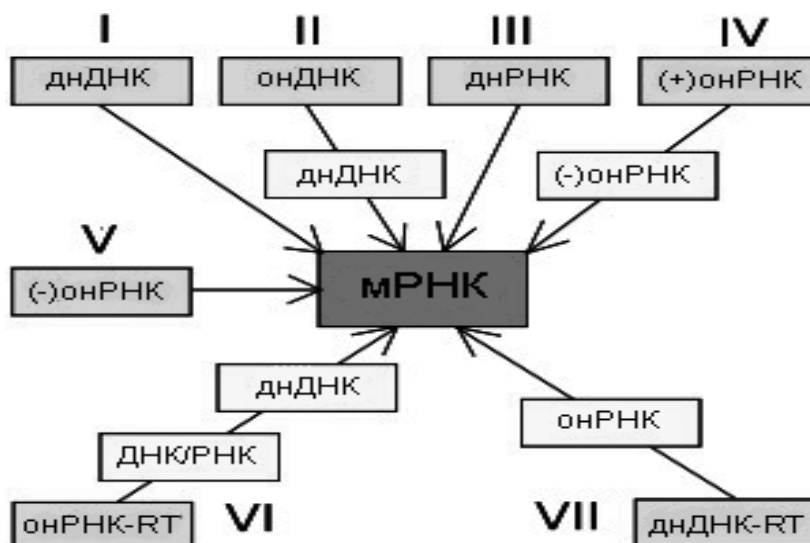 I II III IV
днДНК онДНК днРНК (+)онРНК
днДНК (-)онРНК
V
(-)онРНК мРНК
днДНК
онРНК
ДНК/РНК
онРНК-RT VI VII днДНК-RT